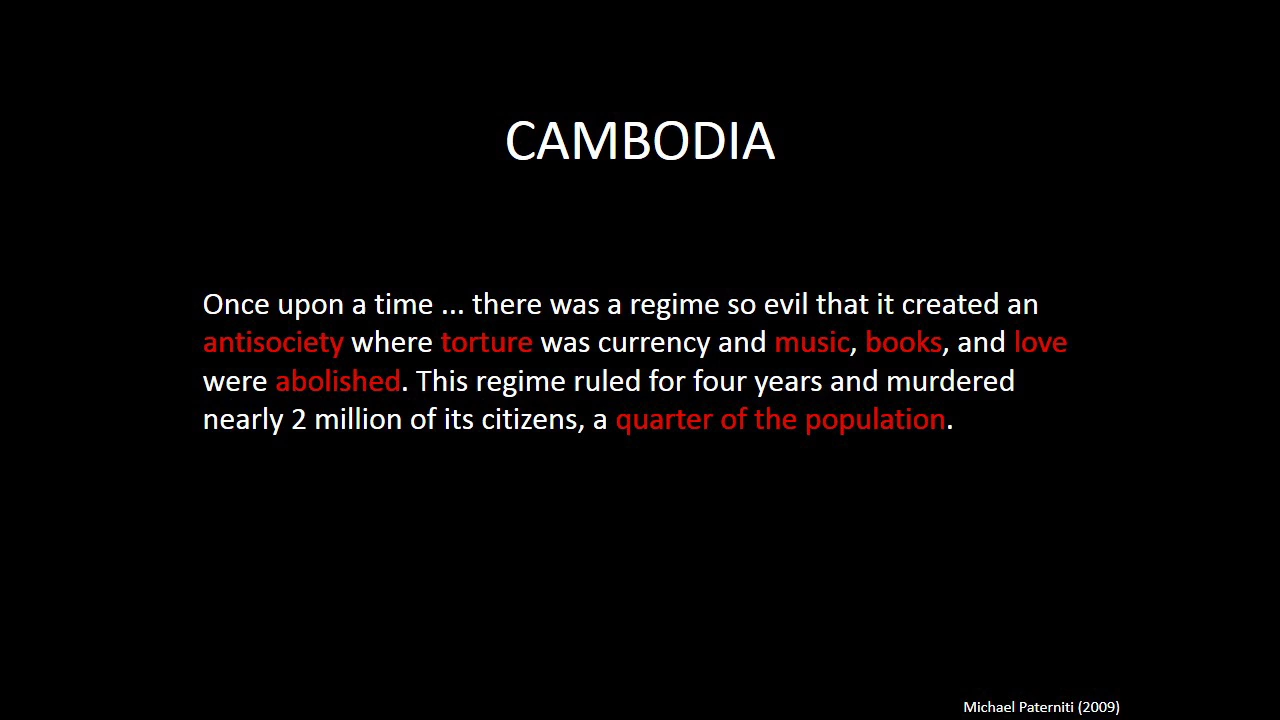 CAMBODIA
Once upon a time ... there was a regime so evil that it created an
antisociety where torture was currency and music, books, and love
were abolished. This regime ruled for four years and murdered
nearly 2 million of its citizens, a quarter of the population.
Michael Paterniti (2009)